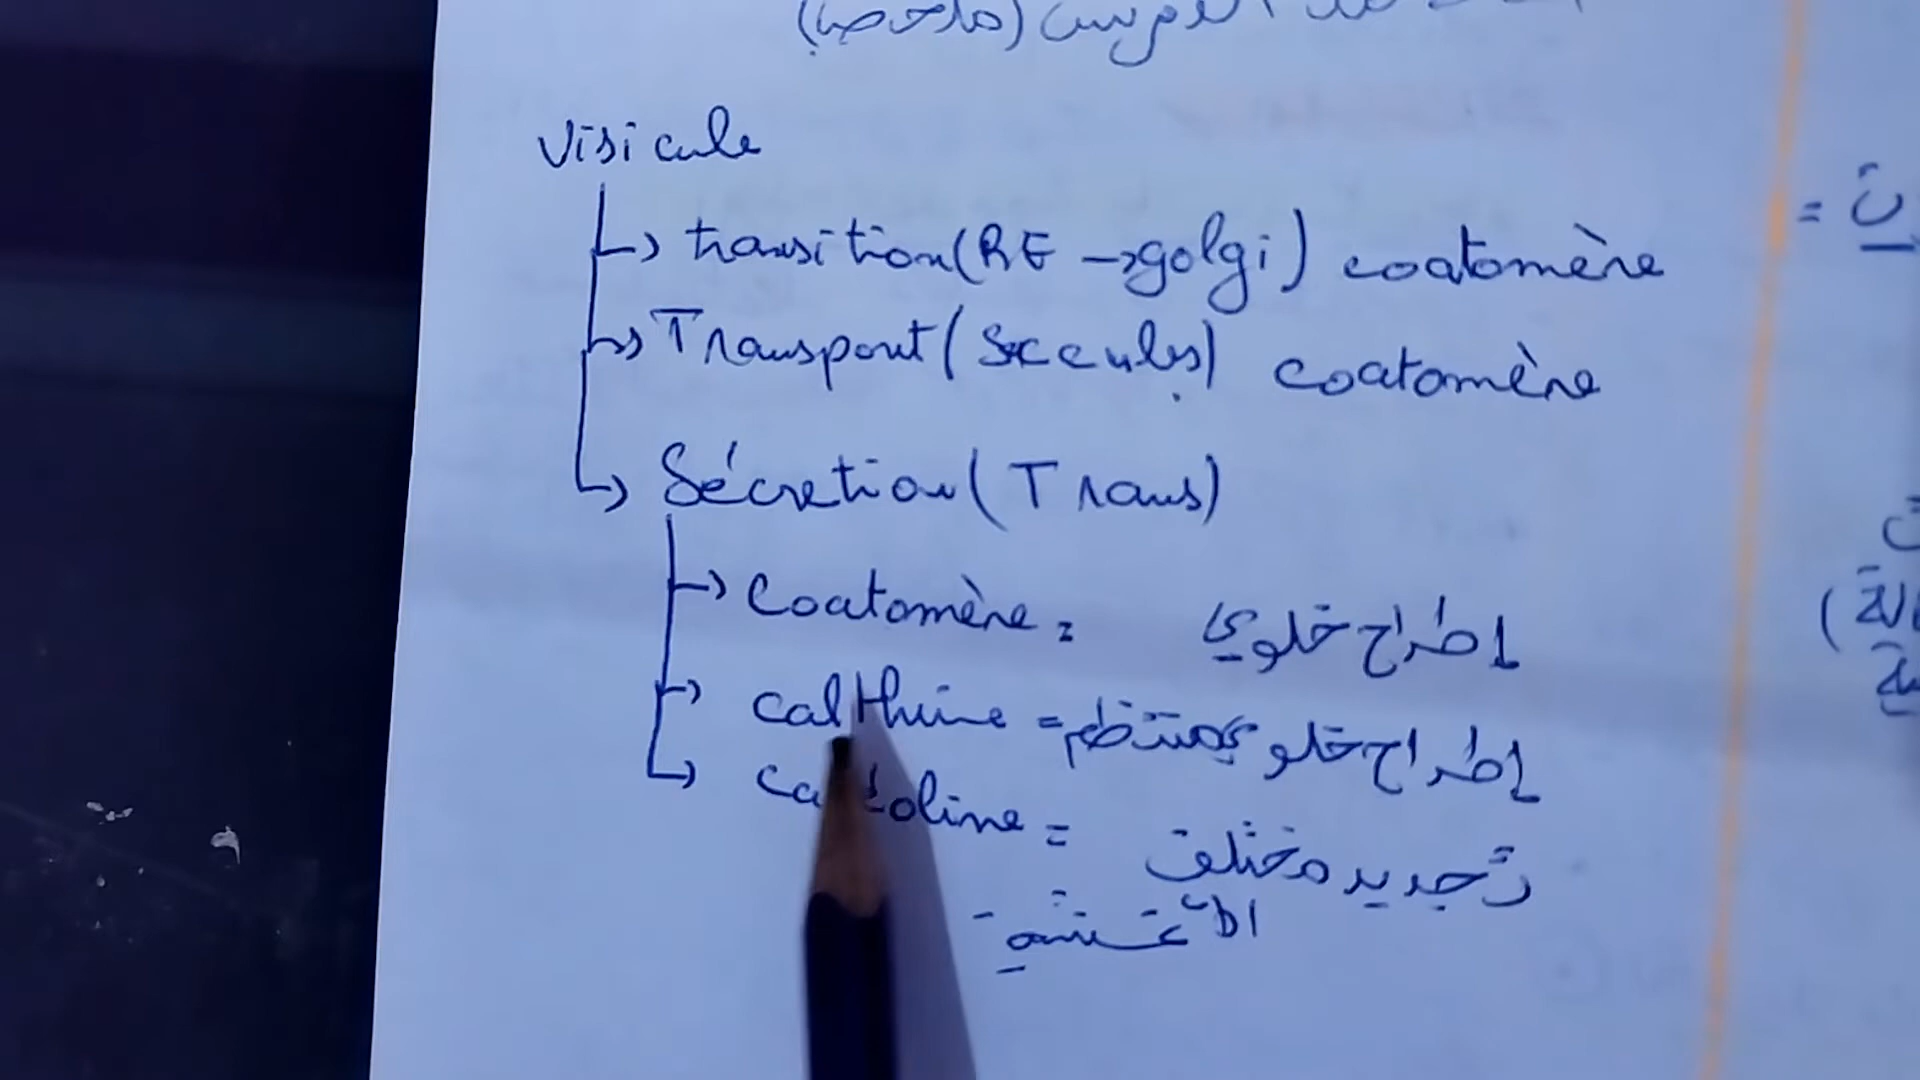 (ملخص)
Visicule
↳ transition (RE → golgi) coatomère
↳ Transport (Saccules) coatomère
↳ Sécretion (Trans)
↳ Coatomère = إطراح خلوي
↳ calthine = إطراح خلوي منتظم
↳ = تجديد مختلف
الأغشية